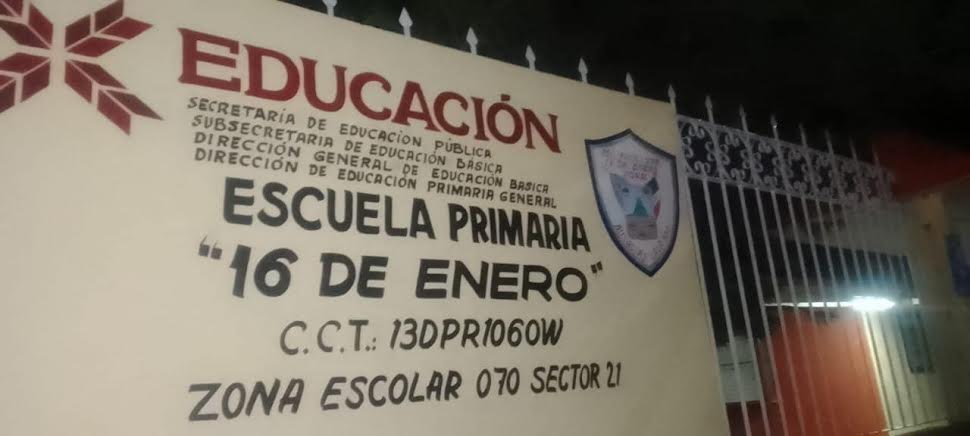 EDUCACIÓN
SECRETARÍA DE EDUCACIÓN PÚBLICA
SUBSECRETARIA DE EDUCACIÓN BÁSICA
DIRECCIÓN GENERAL DE EDUCACIÓN BASICA
DIRECCIÓN DE EDUCACIÓN PRIMARIA GENERAL
ESCUELA PRIMARIA
"16 DE ENERO"
C.C.T.: 13DPR1060W
ZONA ESCOLAR 070 SECTOR 21